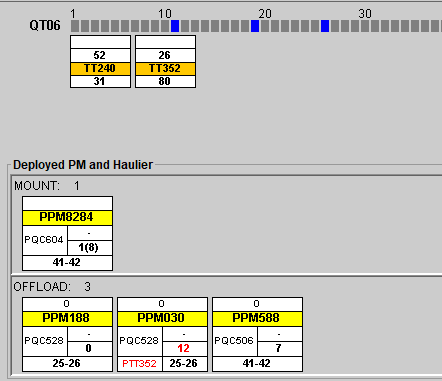 1 10 20 30
QT06
52 26
TT240 TT352
31 80
Deployed PM and Haulier
MOUNT: 1
PPM8284
-
PQC604
1(8)
41-42
OFFLOAD: 3
0 0 0
PPM188 PPM030 PPM588
- - -
PQC528 PQC528 PQC506
0 12 7
25-26 PTT352 25-26 41-42